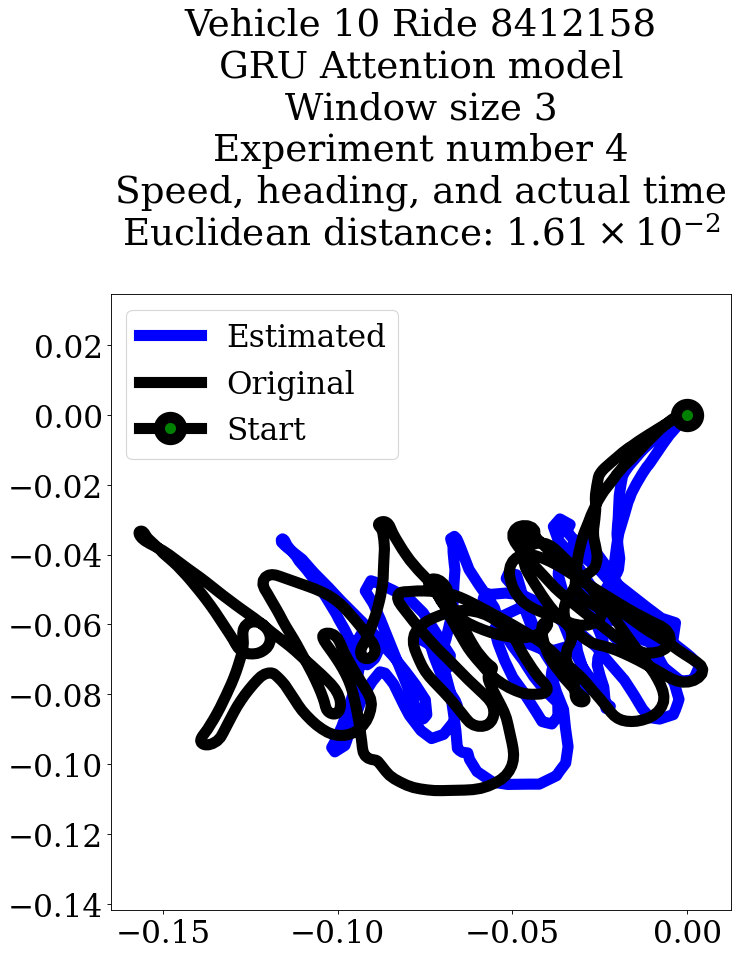 Vehicle 10 Ride 8412158
GRU Attention model
Window size 3
Experiment number 4
Speed, heading, and actual time
Euclidean distance: 1.61 × 10⁻²
Estimated
Original
Start
0.02
0.00
−0.02
−0.04
−0.06
−0.08
−0.10
−0.12
−0.14
−0.15
−0.10
−0.05
0.00